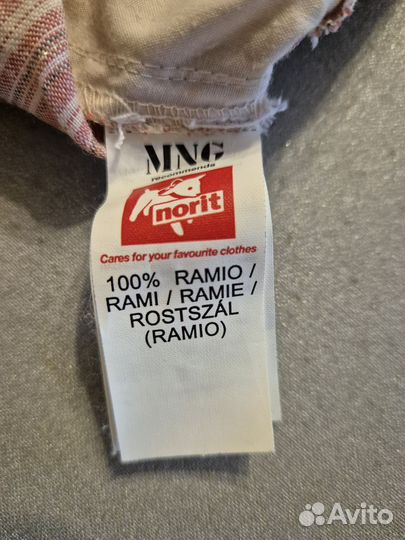 MNG
recommends
norit
Cares for your favourite clothes
100% RAMIO /
RAMI / RAMIE /
ROSTSZÁL
(RAMIO)
Avito